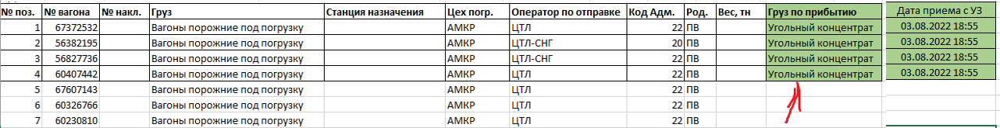 № поз. № вагона № накл. Груз Станция назначения Цех погр. Оператор по отправке Код Адм. Род. Вес, тн Груз по прибытию Дата приема с УЗ
1 67372532 Вагоны порожние под погрузку АМКР ЦТЛ 22 ПВ Угольный концентрат 03.08.2022 18:55
2 56382195 Вагоны порожние под погрузку АМКР ЦТЛ-СНГ 20 ПВ Угольный концентрат 03.08.2022 18:55
3 56827736 Вагоны порожние под погрузку АМКР ЦТЛ-СНГ 22 ПВ Угольный концентрат 03.08.2022 18:55
4 60407442 Вагоны порожние под погрузку АМКР ЦТЛ 22 ПВ Угольный концентрат 03.08.2022 18:55
5 67607143 Вагоны порожние под погрузку АМКР ЦТЛ 22 ПВ
6 60326766 Вагоны порожние под погрузку АМКР ЦТЛ 22 ПВ
7 60230810 Вагоны порожние под погрузку АМКР ЦТЛ 22 ПВ